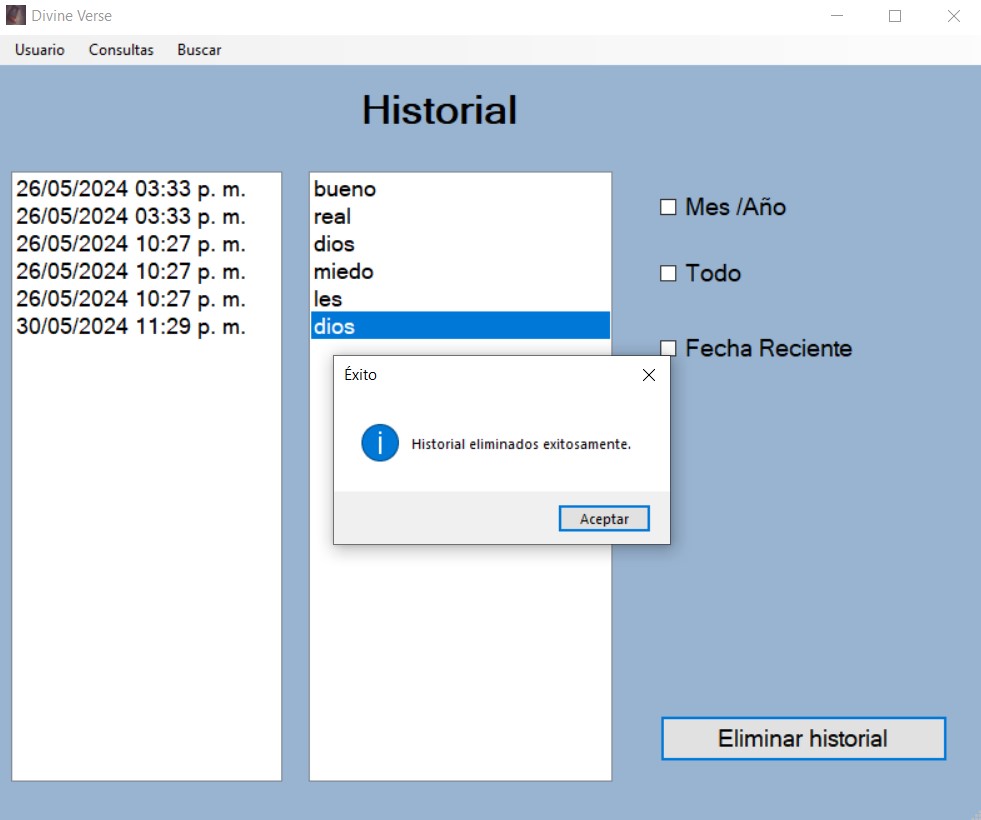 Divine Verse
Usuario Consultas Buscar
Historial
26/05/2024 03:33 p. m.
26/05/2024 03:33 p. m.
26/05/2024 10:27 p. m.
26/05/2024 10:27 p. m.
26/05/2024 10:27 p. m.
30/05/2024 11:29 p. m.
bueno
real
dios
miedo
les
dios
Mes /Año
Todo
Fecha Reciente
Éxito
Historial eliminados exitosamente.
Aceptar
Eliminar historial